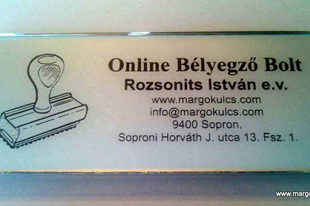 Online Bélyegző Bolt
Rozsonits István e.v.
www.margokulcs.com
info@margokulcs.com
9400 Sopron,
Soproni Horváth J. utca 13. Fsz. 1.